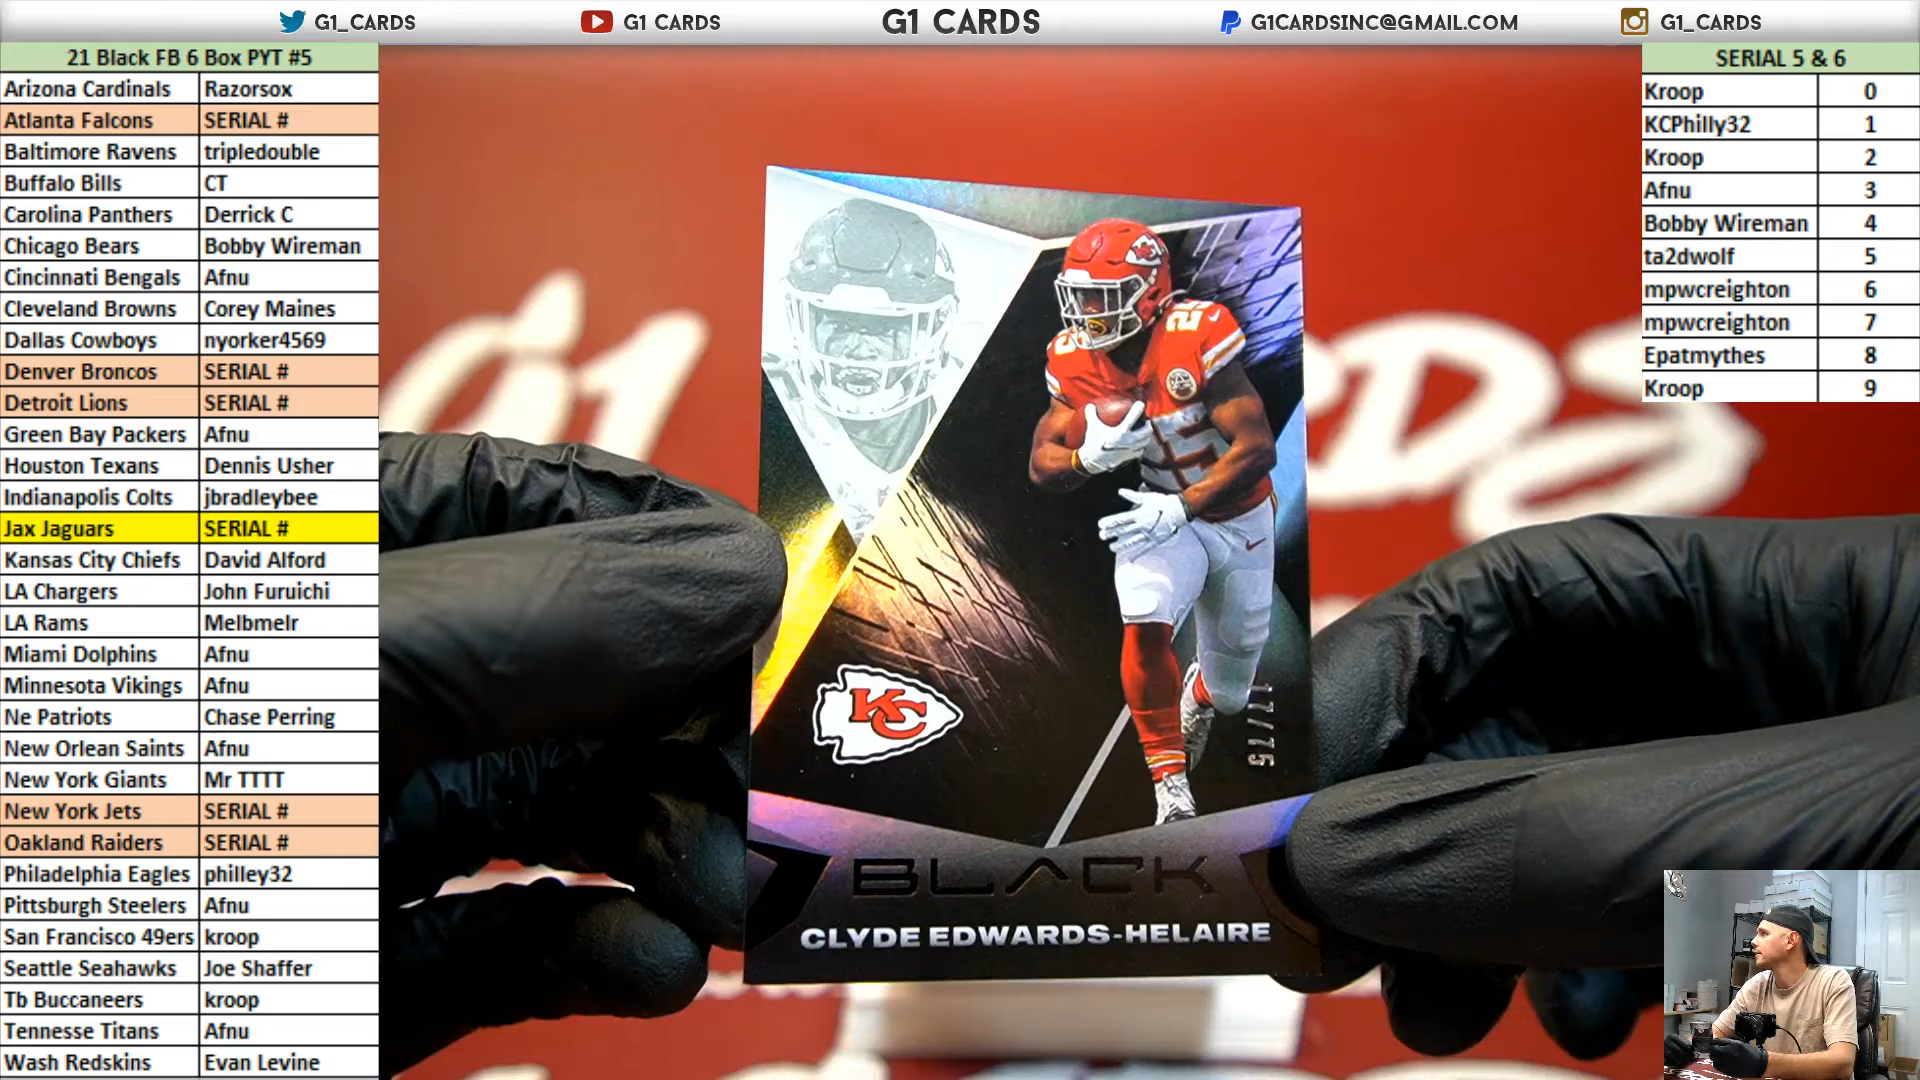 G1_CARDS
G1 CARDS
G1 CARDS
G1CARDSINC@GMAIL.COM
G1_CARDS
21 Black FB 6 Box PYT #5
Arizona Cardinals Razorsox
Atlanta Falcons SERIAL #
Baltimore Ravens tripledouble
Buffalo Bills CT
Carolina Panthers Derrick C
Chicago Bears Bobby Wireman
Cincinnati Bengals Afnu
Cleveland Browns Corey Maines
Dallas Cowboys nyorker4569
Denver Broncos SERIAL #
Detroit Lions SERIAL #
Green Bay Packers Afnu
Houston Texans Dennis Usher
Indianapolis Colts jbradleybee
Jax Jaguars SERIAL #
Kansas City Chiefs David Alford
LA Chargers John Furuichi
LA Rams Melbmelr
Miami Dolphins Afnu
Minnesota Vikings Afnu
Ne Patriots Chase Perring
New Orlean Saints Afnu
New York Giants Mr TTTT
New York Jets SERIAL #
Oakland Raiders SERIAL #
Philadelphia Eagles philley32
Pittsburgh Steelers Afnu
San Francisco 49ers kroop
Seattle Seahawks Joe Shaffer
Tb Buccaneers kroop
Tennesse Titans Afnu
Wash Redskins Evan Levine
SERIAL 5 & 6
Kroop 0
KCPhilly32 1
Kroop 2
Afnu 3
Bobby Wireman 4
ta2dwolf 5
mpwcreighton 6
mpwcreighton 7
Epatmythes 8
Kroop 9
G1
RDS
25
25
KC
BLACK
CLYDE EDWARDS-HELAIRE